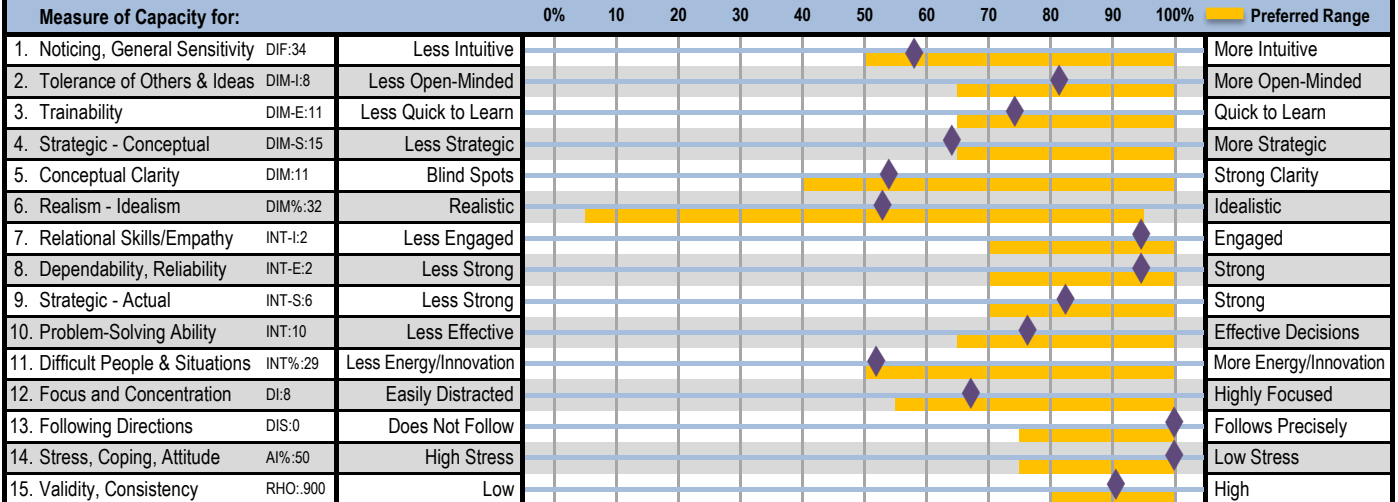 Measure of Capacity for: 0% 10 20 30 40 50 60 70 80 90 100% Preferred Range
1. Noticing, General Sensitivity DIF:34 Less Intuitive More Intuitive
2. Tolerance of Others & Ideas DIM-I:8 Less Open-Minded More Open-Minded
3. Trainability DIM-E:11 Less Quick to Learn Quick to Learn
4. Strategic - Conceptual DIM-S:15 Less Strategic More Strategic
5. Conceptual Clarity DIM:11 Blind Spots Strong Clarity
6. Realism - Idealism DIM%:32 Realistic Idealistic
7. Relational Skills/Empathy INT-I:2 Less Engaged Engaged
8. Dependability, Reliability INT-E:2 Less Strong Strong
9. Strategic - Actual INT-S:6 Less Strong Strong
10. Problem-Solving Ability INT:10 Less Effective Effective Decisions
11. Difficult People & Situations INT%:29 Less Energy/Innovation More Energy/Innovation
12. Focus and Concentration DI:8 Easily Distracted Highly Focused
13. Following Directions DIS:0 Does Not Follow Follows Precisely
14. Stress, Coping, Attitude AI%:50 High Stress Low Stress
15. Validity, Consistency RHO:.900 Low High